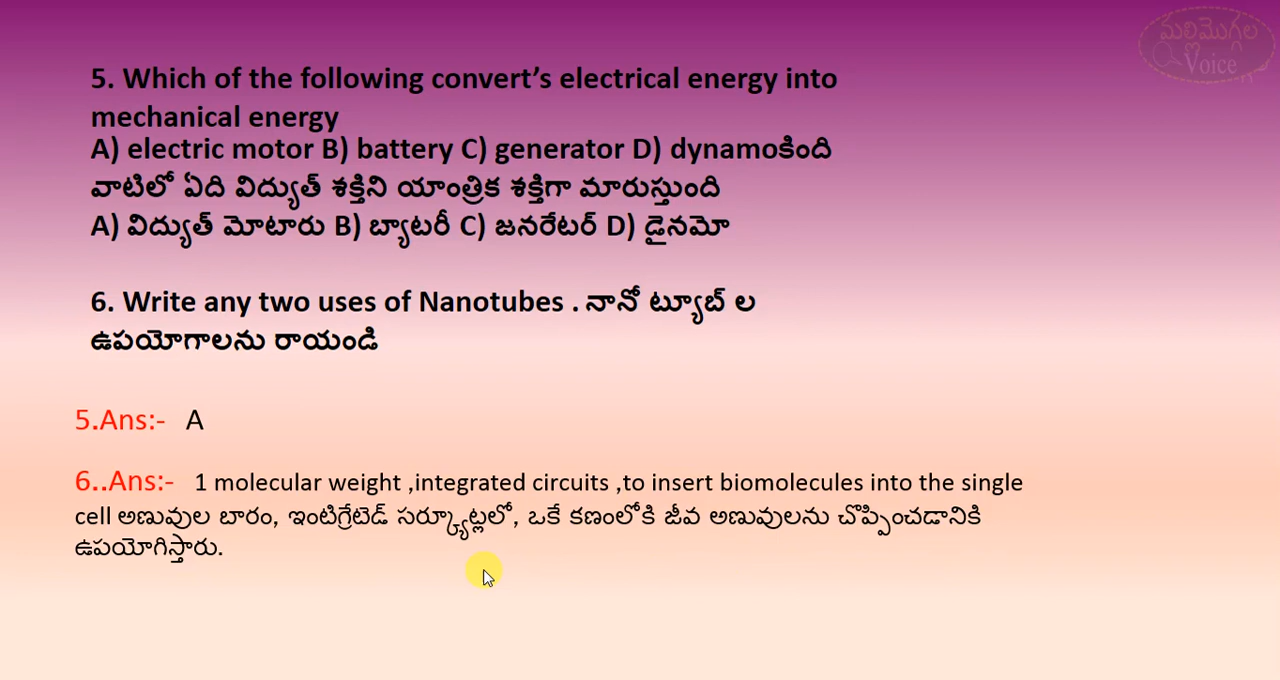 మలిమొగ్గల
Voice
5. Which of the following convert’s electrical energy into
mechanical energy
A) electric motor B) battery C) generator D) dynamoకింది
వాటిలో ఏది విద్యుత్ శక్తిని యాంత్రిక శక్తిగా మారుస్తుంది
A) విద్యుత్ మోటారు B) బ్యాటరీ C) జనరేటర్ D) డైనమో
6. Write any two uses of Nanotubes . నానో ట్యూబ్ ల
ఉపయోగాలను రాయండి
5.Ans:- A
6..Ans:- 1 molecular weight ,integrated circuits ,to insert biomolecules into the single
cell అణువుల బారం, ఇంటిగ్రేటెడ్ సర్క్యూట్లలో, ఒకే కణంలోకి జీవ అణువులను చొప్పించడానికి
ఉపయోగిస్తారు.